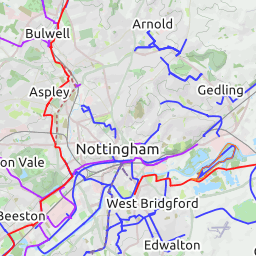 Arnold
Bulwell
Aspley
Gedling
Nottingham
on Vale
West Bridgford
Beeston
Edwalton